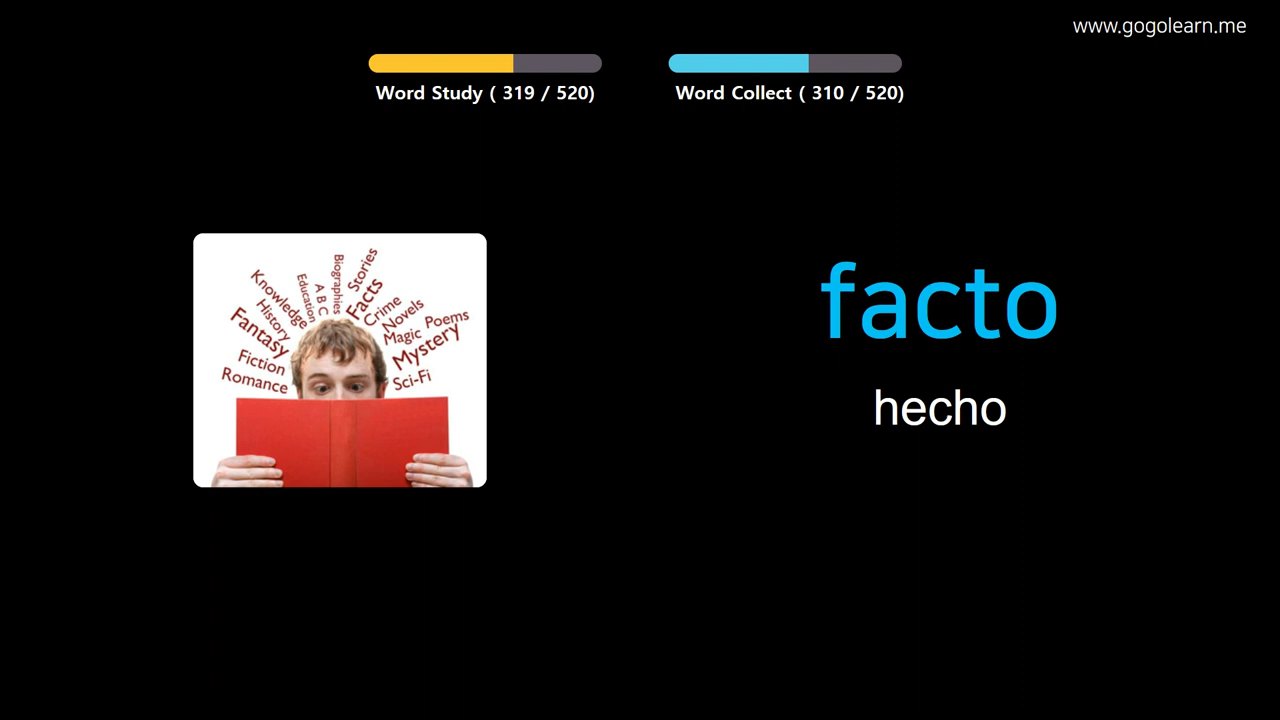 www.gogolearn.me
Word Study ( 319 / 520)
Word Collect ( 310 / 520)
Knowledge
History
Fantasy
Fiction
Romance
Education
A B C
Biographies
Stories
Facts
Crime
Novels
Magic
Poems
Mystery
Sci-Fi
facto
hecho